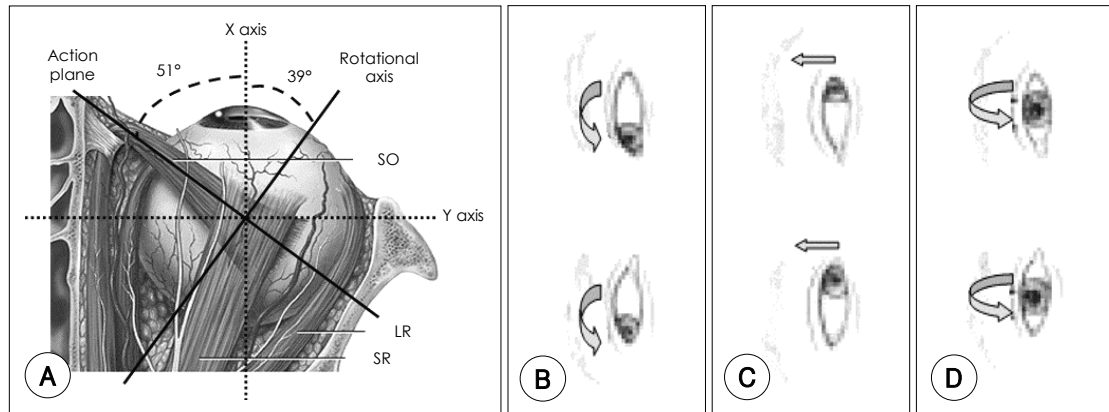 X axis
Action
plane
51°
39°
Rotational
axis
SO
Y axis
LR
SR
A
B
C
D